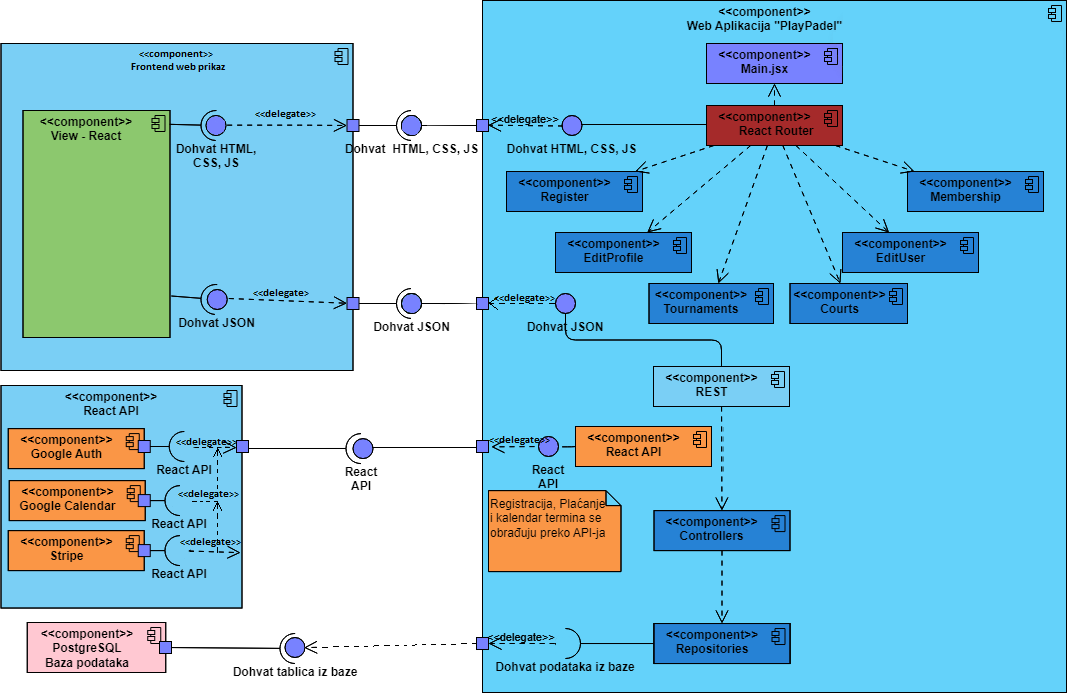 <<component>>
Web Aplikacija "PlayPadel"
<<component>>
Main.jsx
<<component>>
React Router
<<component>>
Frontend web prikaz
<<component>>
View - React
<<delegate>>
Dohvat HTML,
CSS, JS
Dohvat HTML, CSS, JS
<<delegate>>
Dohvat HTML, CSS, JS
<<component>>
Register
<<component>>
Membership
<<component>>
EditProfile
<<component>>
EditUser
<<component>>
Tournaments
<<component>>
Courts
<<delegate>
Dohvat JSON
Dohvat JSON
<<delegate>>
Dohvat JSON
<<component>>
REST
<<component>>
React API
<<component>>
Google Auth
<<delegate>>
React API
<<component>>
Google Calendar
<<delegate>>
React API
<<component>>
Stripe
<<delegate>>
React API
React
API
<<delegate>>
React
API
<<component>>
React API
Registracija, Plaćanje
i kalendar termina se
obrađuju preko API-ja
<<component>>
Controllers
<<component>>
PostgreSQL
Baza podataka
Dohvat tablica iz baze
<<delegate>>
Dohvat podataka iz baze
<<component>>
Repositories